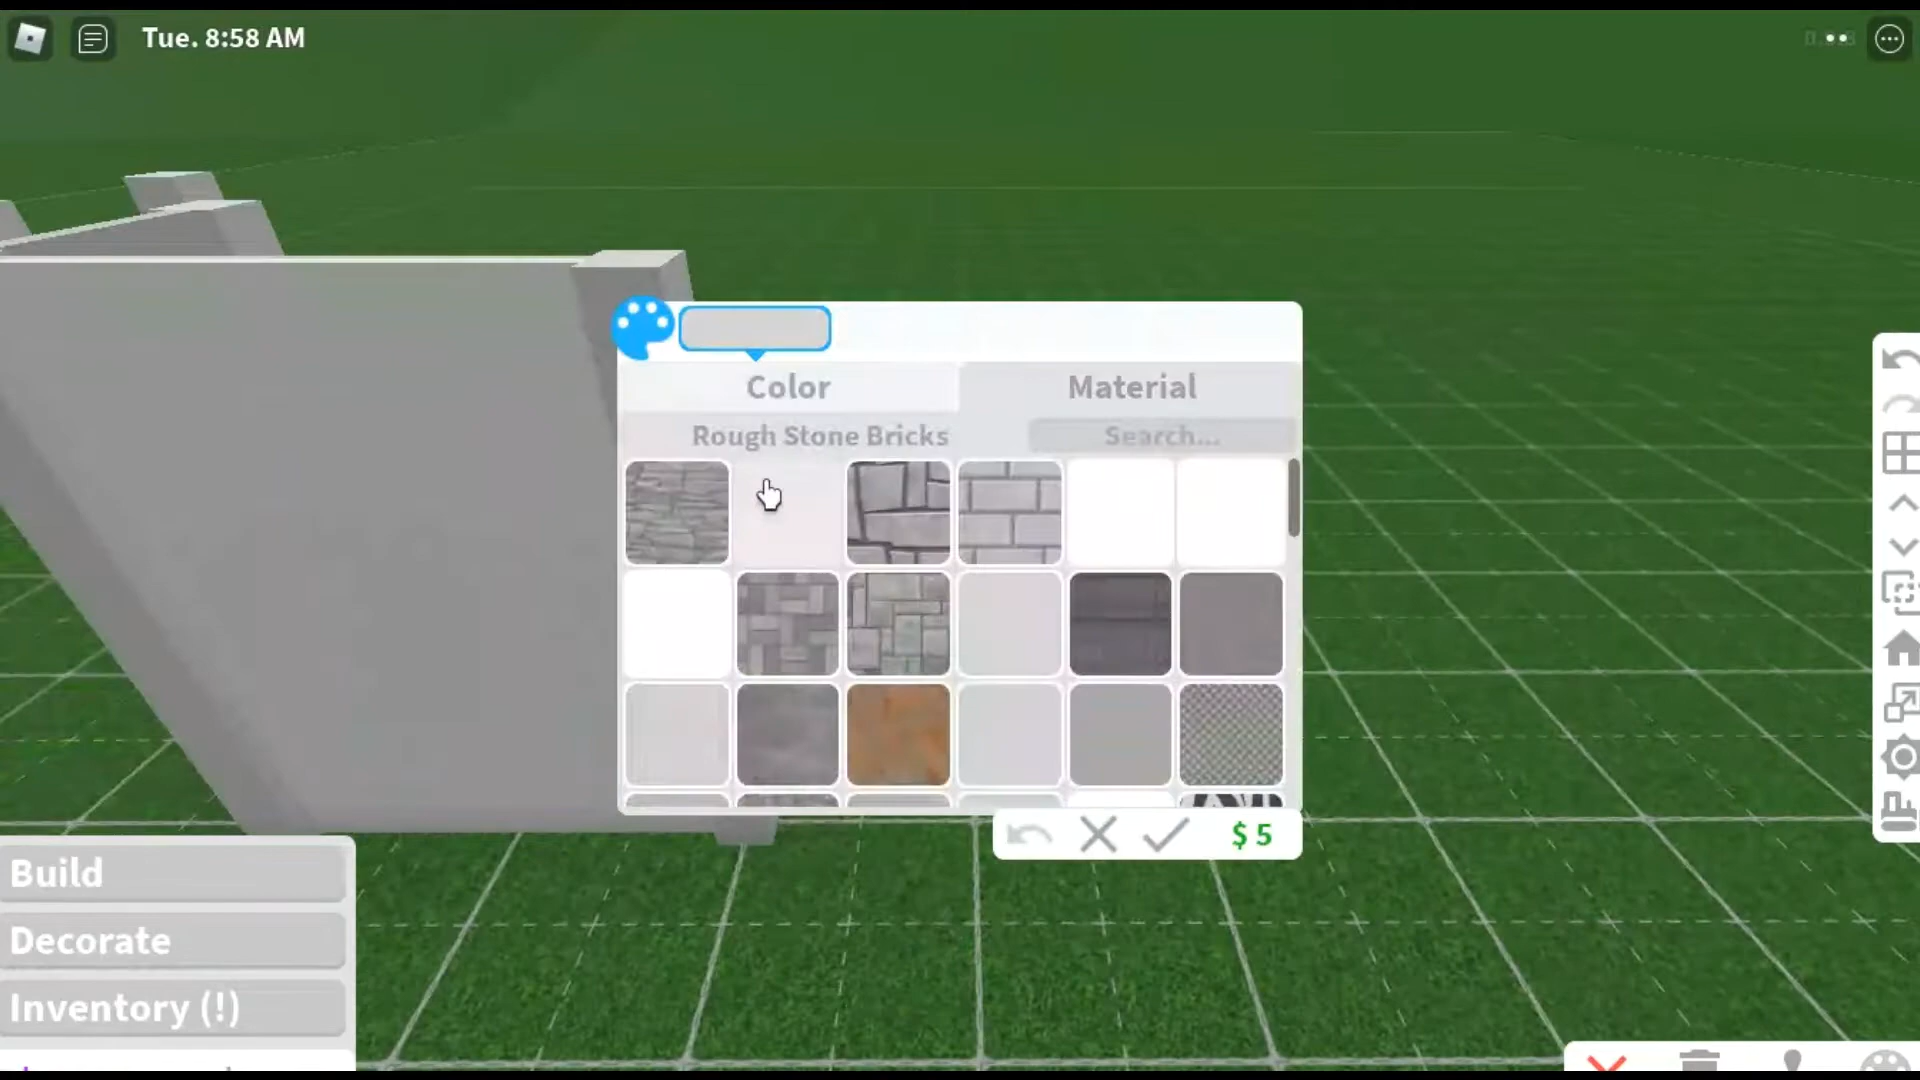 Tue. 8:58 AM
Color
Material
Rough Stone Bricks
Search...
$ 5
Build
Decorate
Inventory (!)